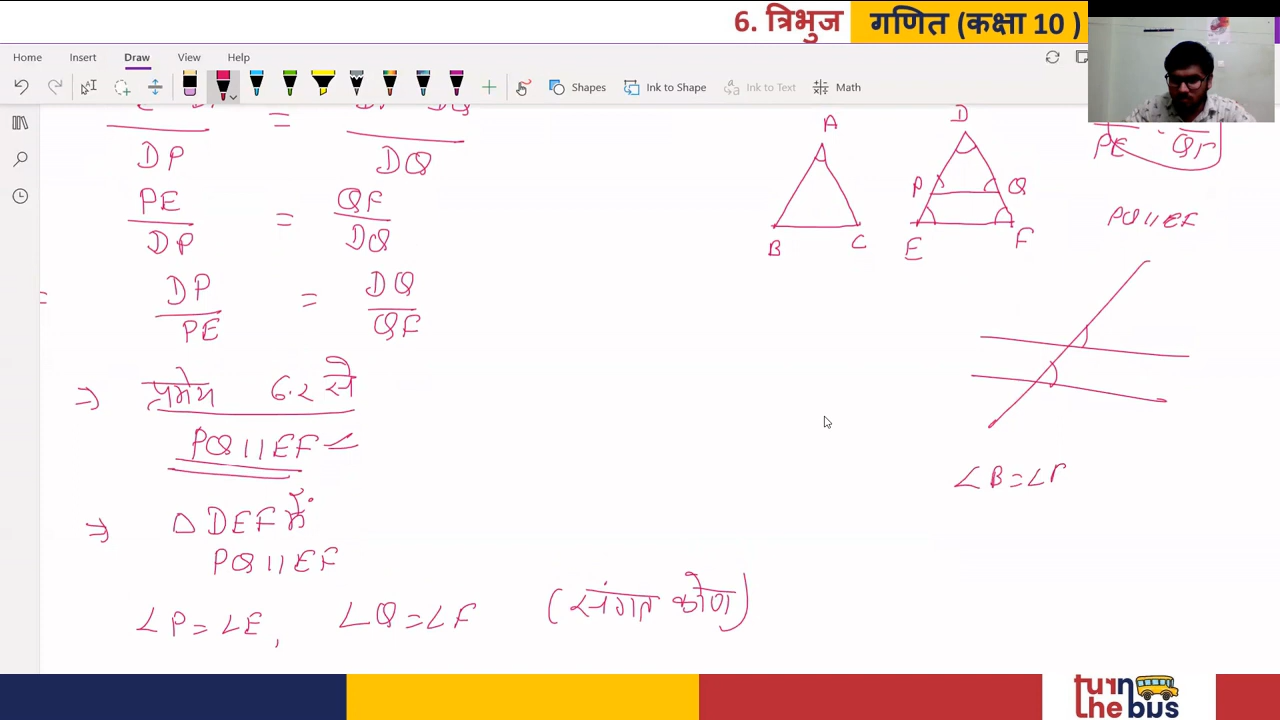 6. त्रिभुज गणित (कक्षा 10 )
Home Insert Draw View Help
Shapes Ink to Shape Ink to Text Math
DP = DQ
PE/DP = QF/DQ
= DP/PE = DQ/QF
⇒ प्रमेय 6.2 से
PQ || EF
⇒ △ DEF में
PQ || EF
∠P = ∠E, ∠Q = ∠F (संगत कोण)
A
B C
D
P Q
E F
PE QF
PQ || EF
∠B = ∠P
turn
the bus